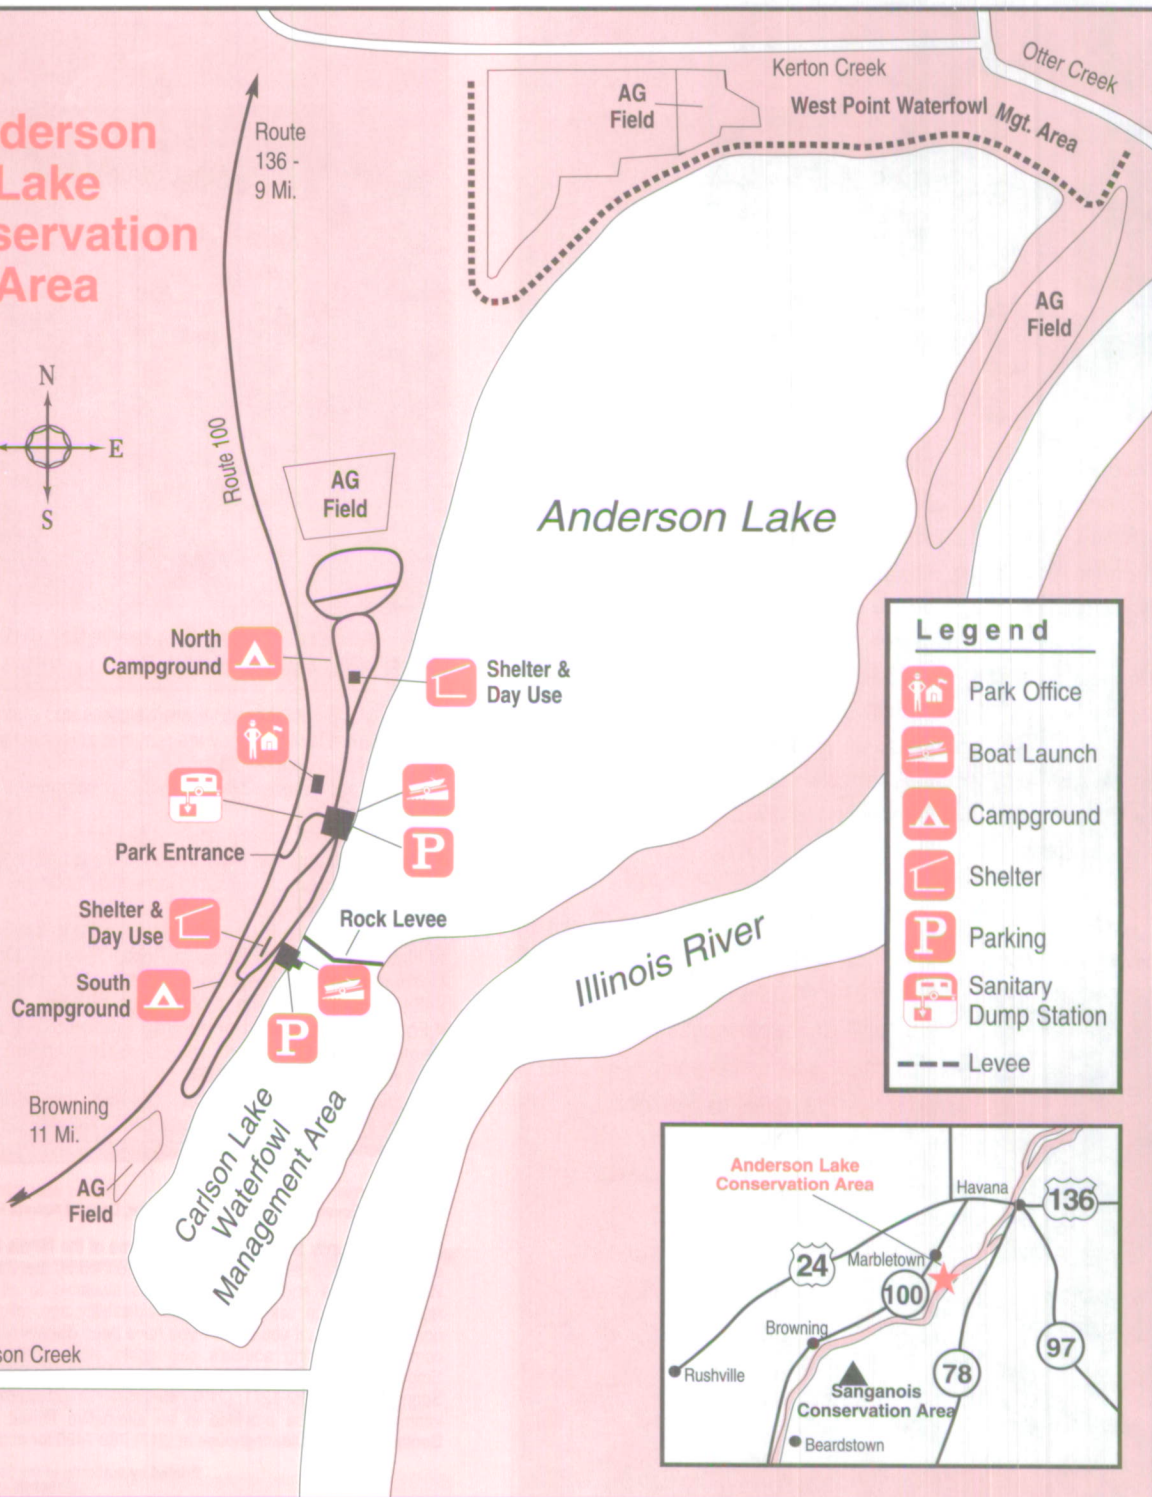 derson
Lake
servation
Area
Kerton Creek
Otter Creek
West Point Waterfowl Mgt. Area
AG
Field
Route
136 -
9 Mi.
Route 100
N
E
S
AG
Field
AG
Field
Anderson Lake
North
Campground
Shelter &
Day Use
Park Entrance
P
Shelter &
Day Use
Rock Levee
South
Campground
P
Illinois River
Browning
11 Mi.
AG
Field
Carlson Lake
Waterfowl
Management Area
son Creek
Legend
Park Office
Boat Launch
Campground
Shelter
P Parking
Sanitary
Dump Station
Levee
Anderson Lake
Conservation Area
Havana
136
24
Marbletown
100
Browning
97
Rushville
78
Sanganois
Conservation Area
Beardstown